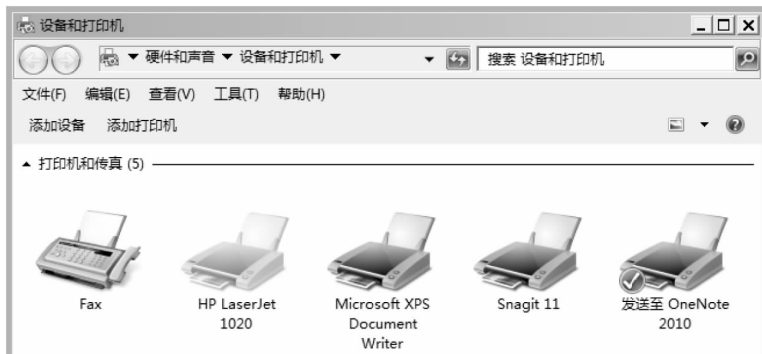 设备和打印机
硬件和声音 设备和打印机
搜索 设备和打印机
文件(F) 编辑(E) 查看(V) 工具(T) 帮助(H)
添加设备 添加打印机
打印机和传真 (5)
Fax
HP LaserJet
1020
Microsoft XPS
Document
Writer
Snagit 11
发送至 OneNote
2010